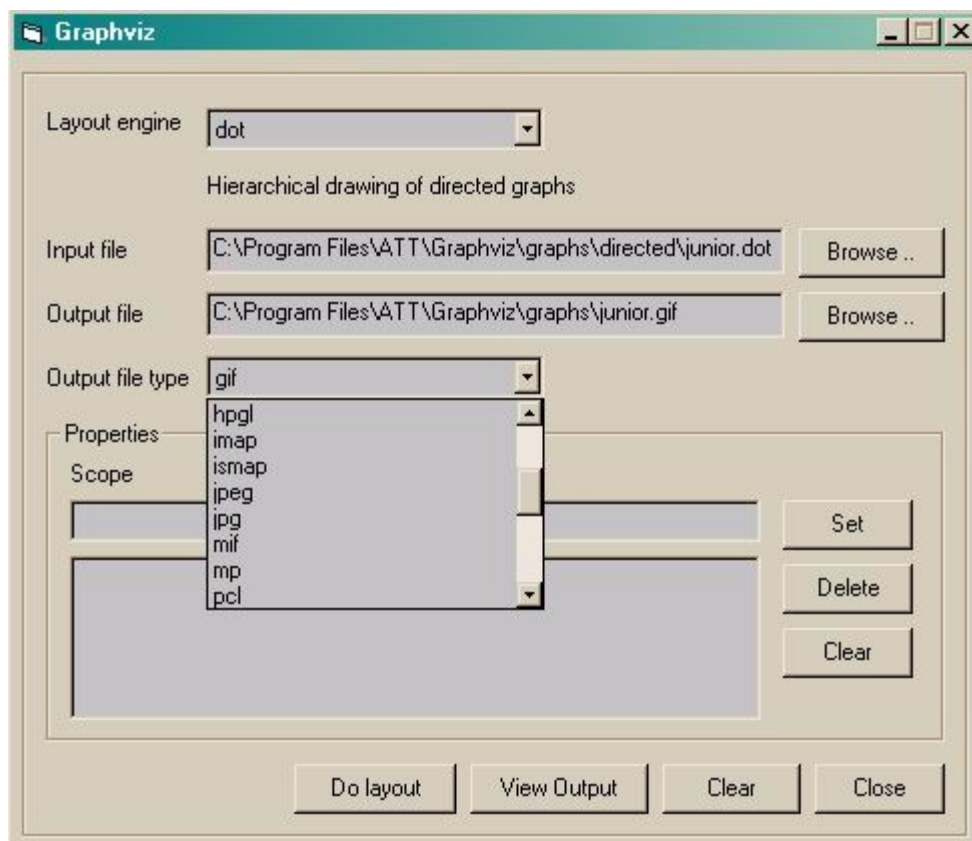 Graphviz
Layout engine
dot
Hierarchical drawing of directed graphs
Input file
C:\Program Files\ATT\Graphviz\graphs\directed\junior.dot
Browse ..
Output file
C:\Program Files\ATT\Graphviz\graphs\junior.gif
Browse ..
Output file type
gif
hpgl
imap
ismap
jpeg
jpg
mif
mp
pcl
Properties
Scope
Set
Delete
Clear
Do layout
View Output
Clear
Close